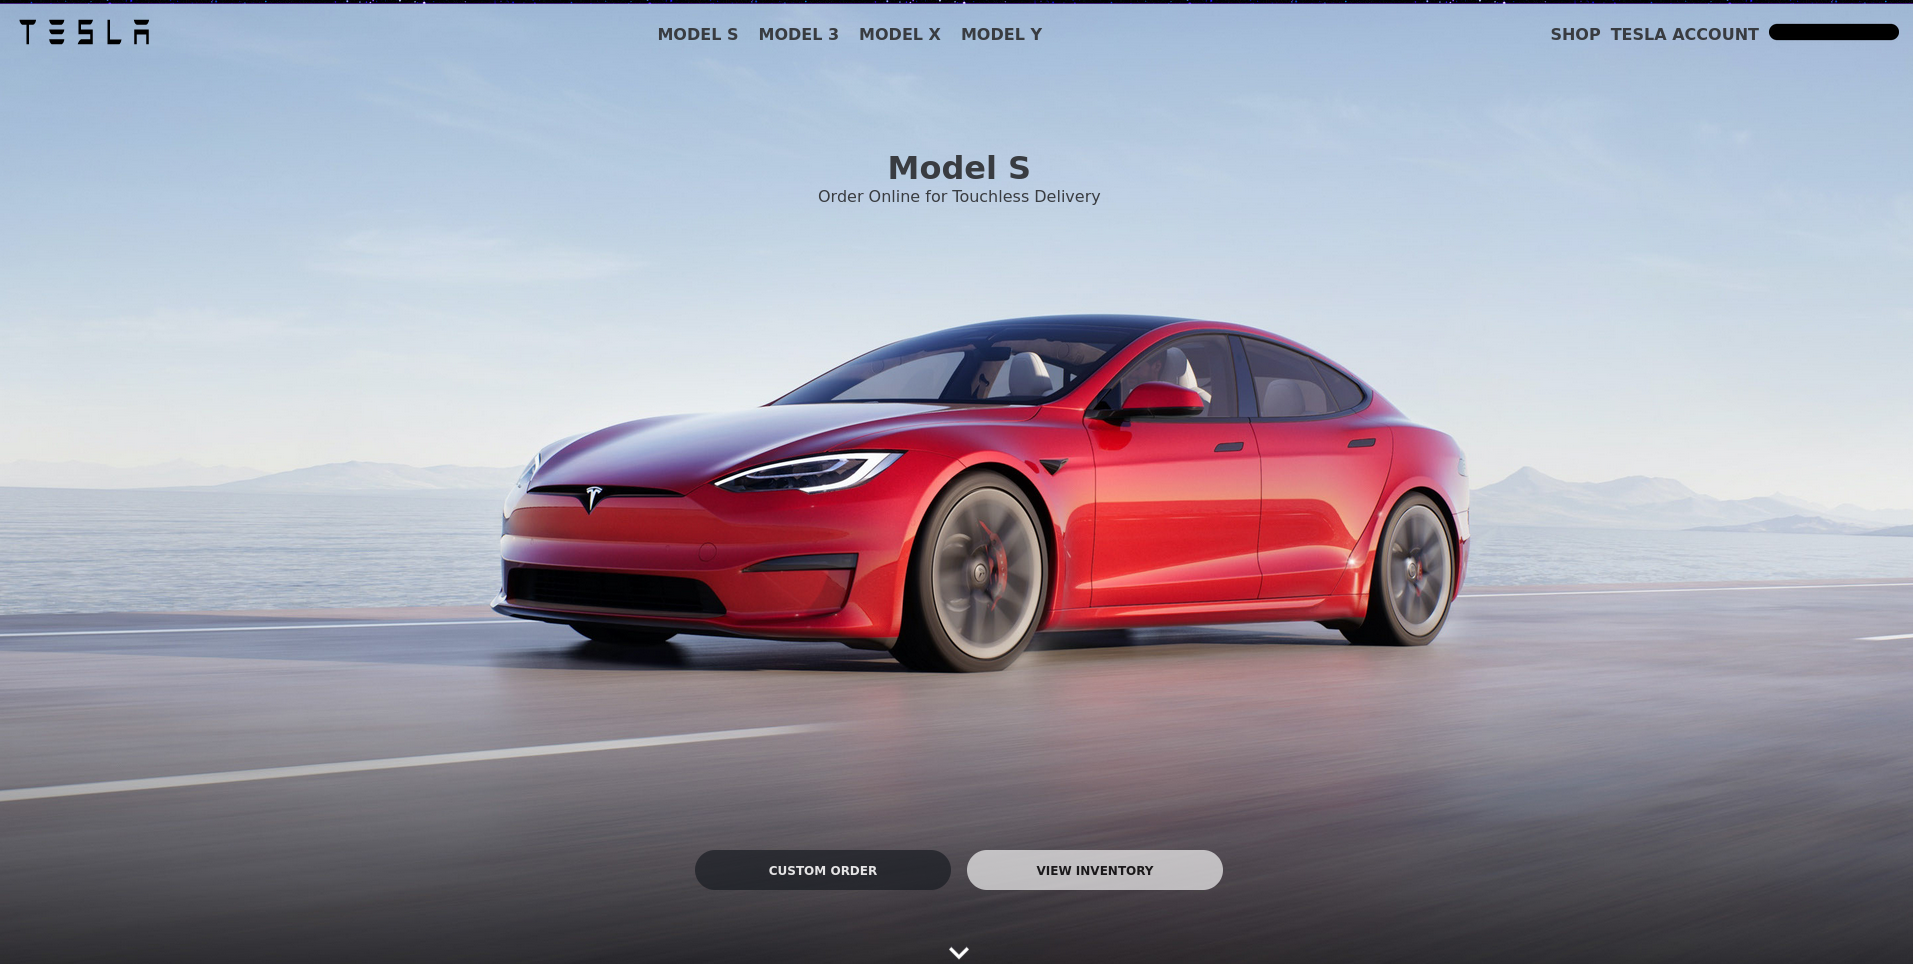 TESLA
MODEL S MODEL 3 MODEL X MODEL Y
SHOP TESLA ACCOUNT
Model S
Order Online for Touchless Delivery
CUSTOM ORDER
VIEW INVENTORY